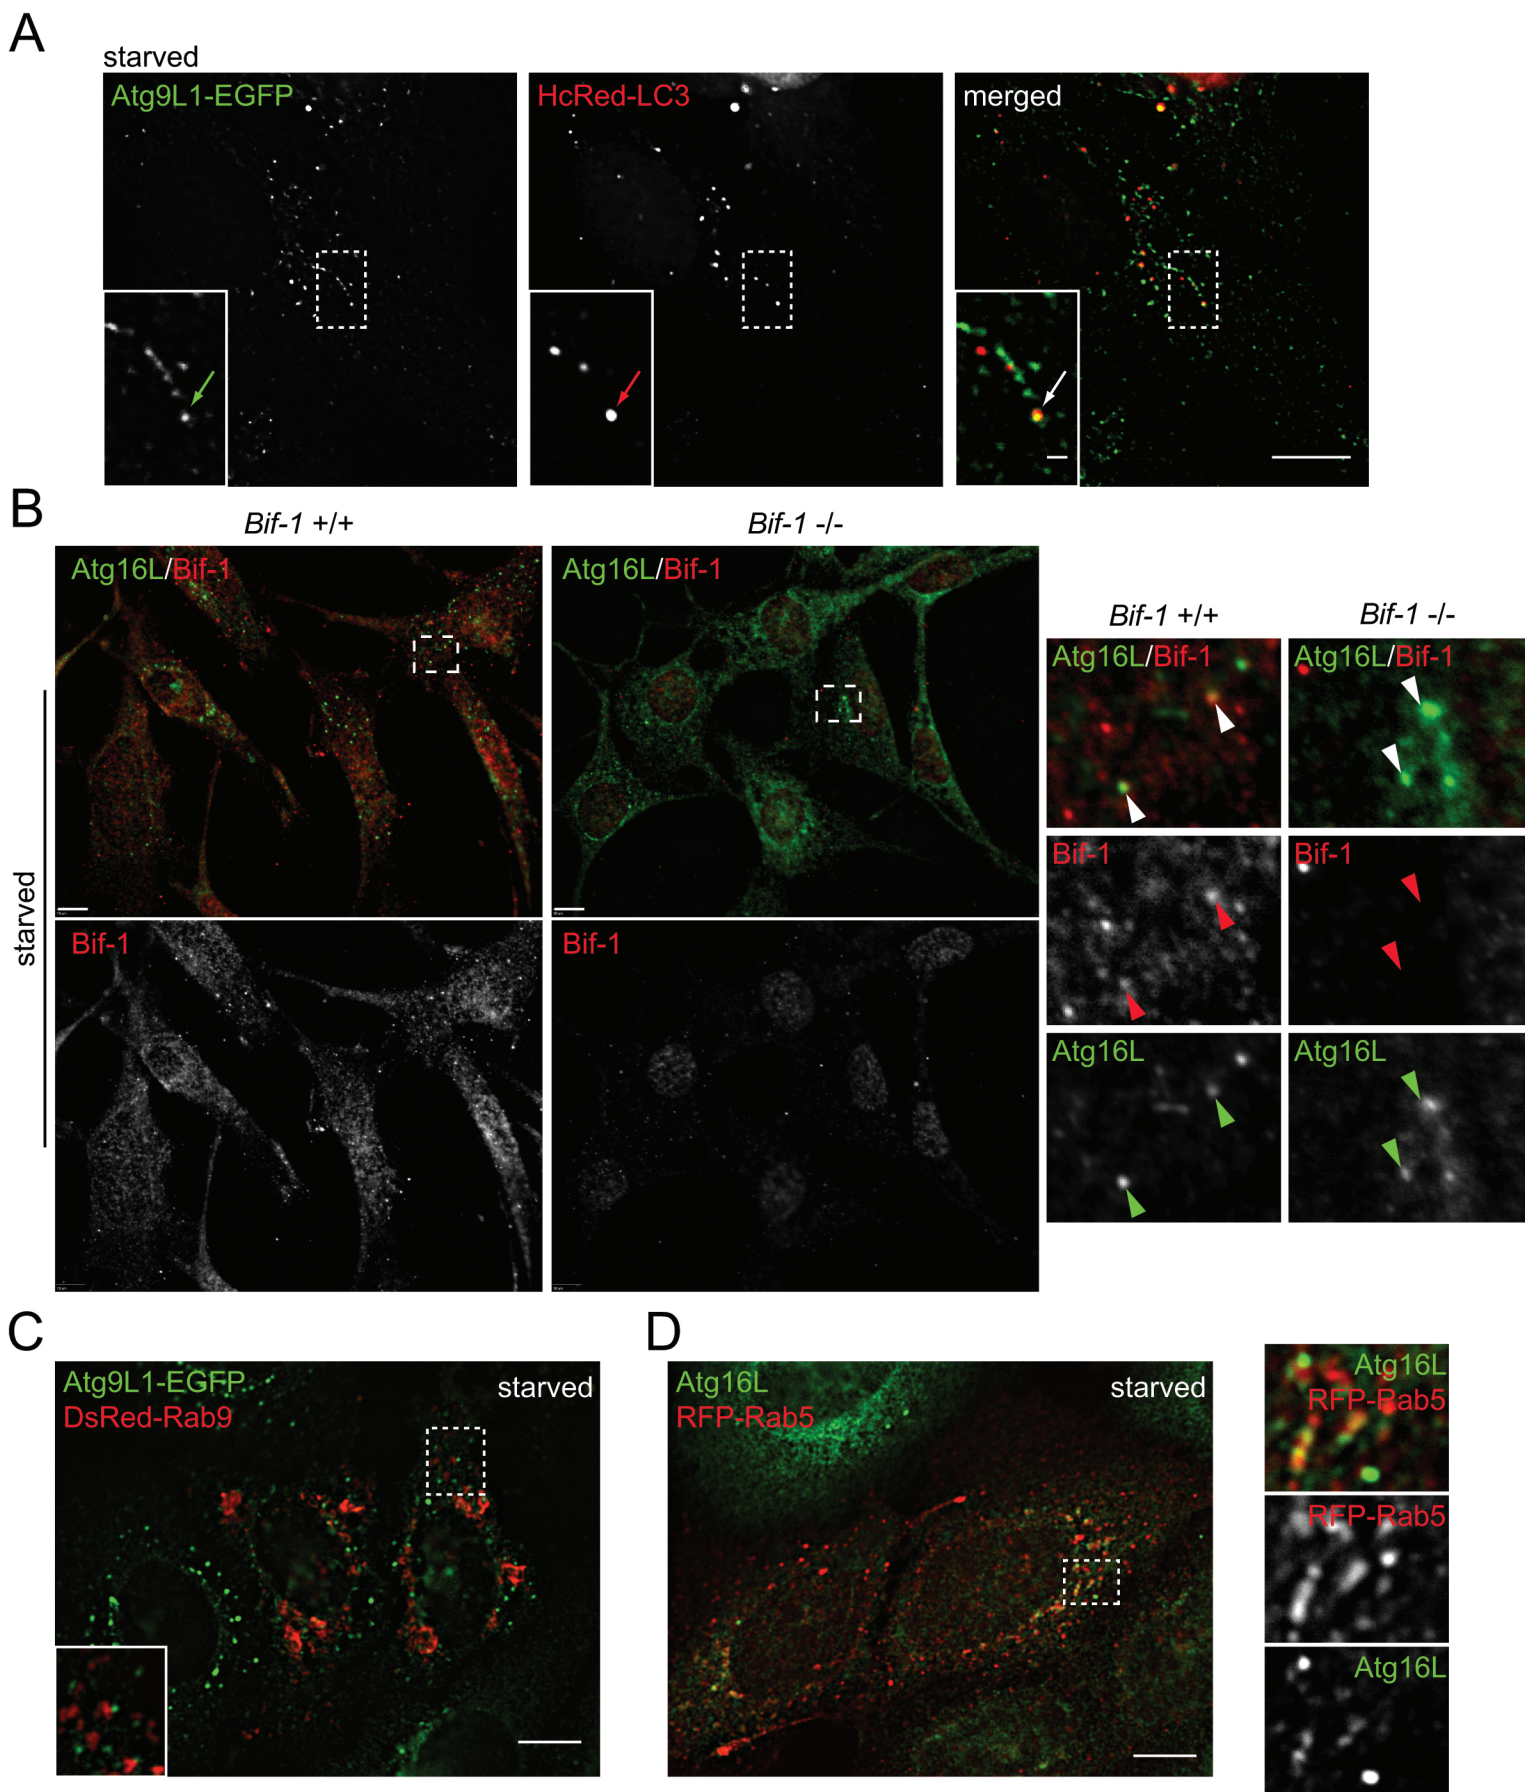 A
starved
Atg9L1-EGFP
HcRed-LC3
merged
B
Bif-1 +/+
Bif-1 -/-
Atg16L/Bif-1
Atg16L/Bif-1
Bif-1 +/+
Bif-1 -/-
Atg16L/Bif-1
Atg16L/Bif-1
starved
Bif-1
Bif-1
Bif-1
Bif-1
Atg16L
Atg16L
C
Atg9L1-EGFP
DsRed-Rab9
starved
D
Atg16L
RFP-Rab5
starved
Atg16L
RFP-Rab5
RFP-Rab5
Atg16L